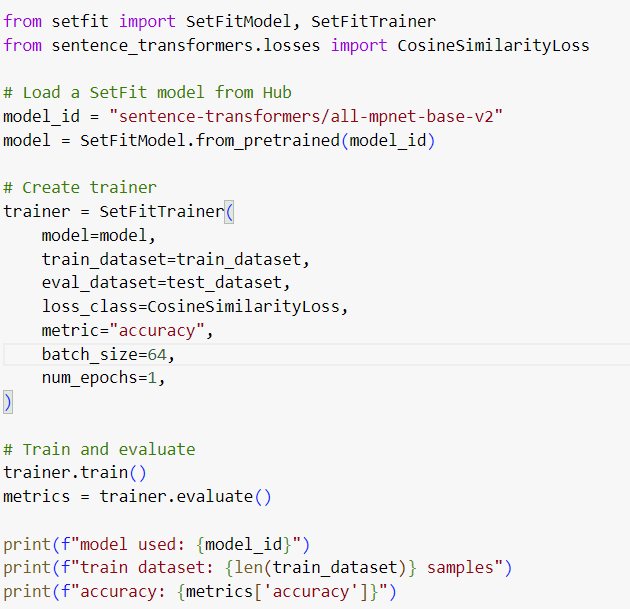 from setfit import SetFitModel, SetFitTrainer
from sentence_transformers.losses import CosineSimilarityLoss

# Load a SetFit model from Hub
model_id = "sentence-transformers/all-mpnet-base-v2"
model = SetFitModel.from_pretrained(model_id)

# Create trainer
trainer = SetFitTrainer(
    model=model,
    train_dataset=train_dataset,
    eval_dataset=test_dataset,
    loss_class=CosineSimilarityLoss,
    metric="accuracy",
    batch_size=64,
    num_epochs=1,
)

# Train and evaluate
trainer.train()
metrics = trainer.evaluate()

print(f"model used: {model_id}")
print(f"train dataset: {len(train_dataset)} samples")
print(f"accuracy: {metrics['accuracy']}")